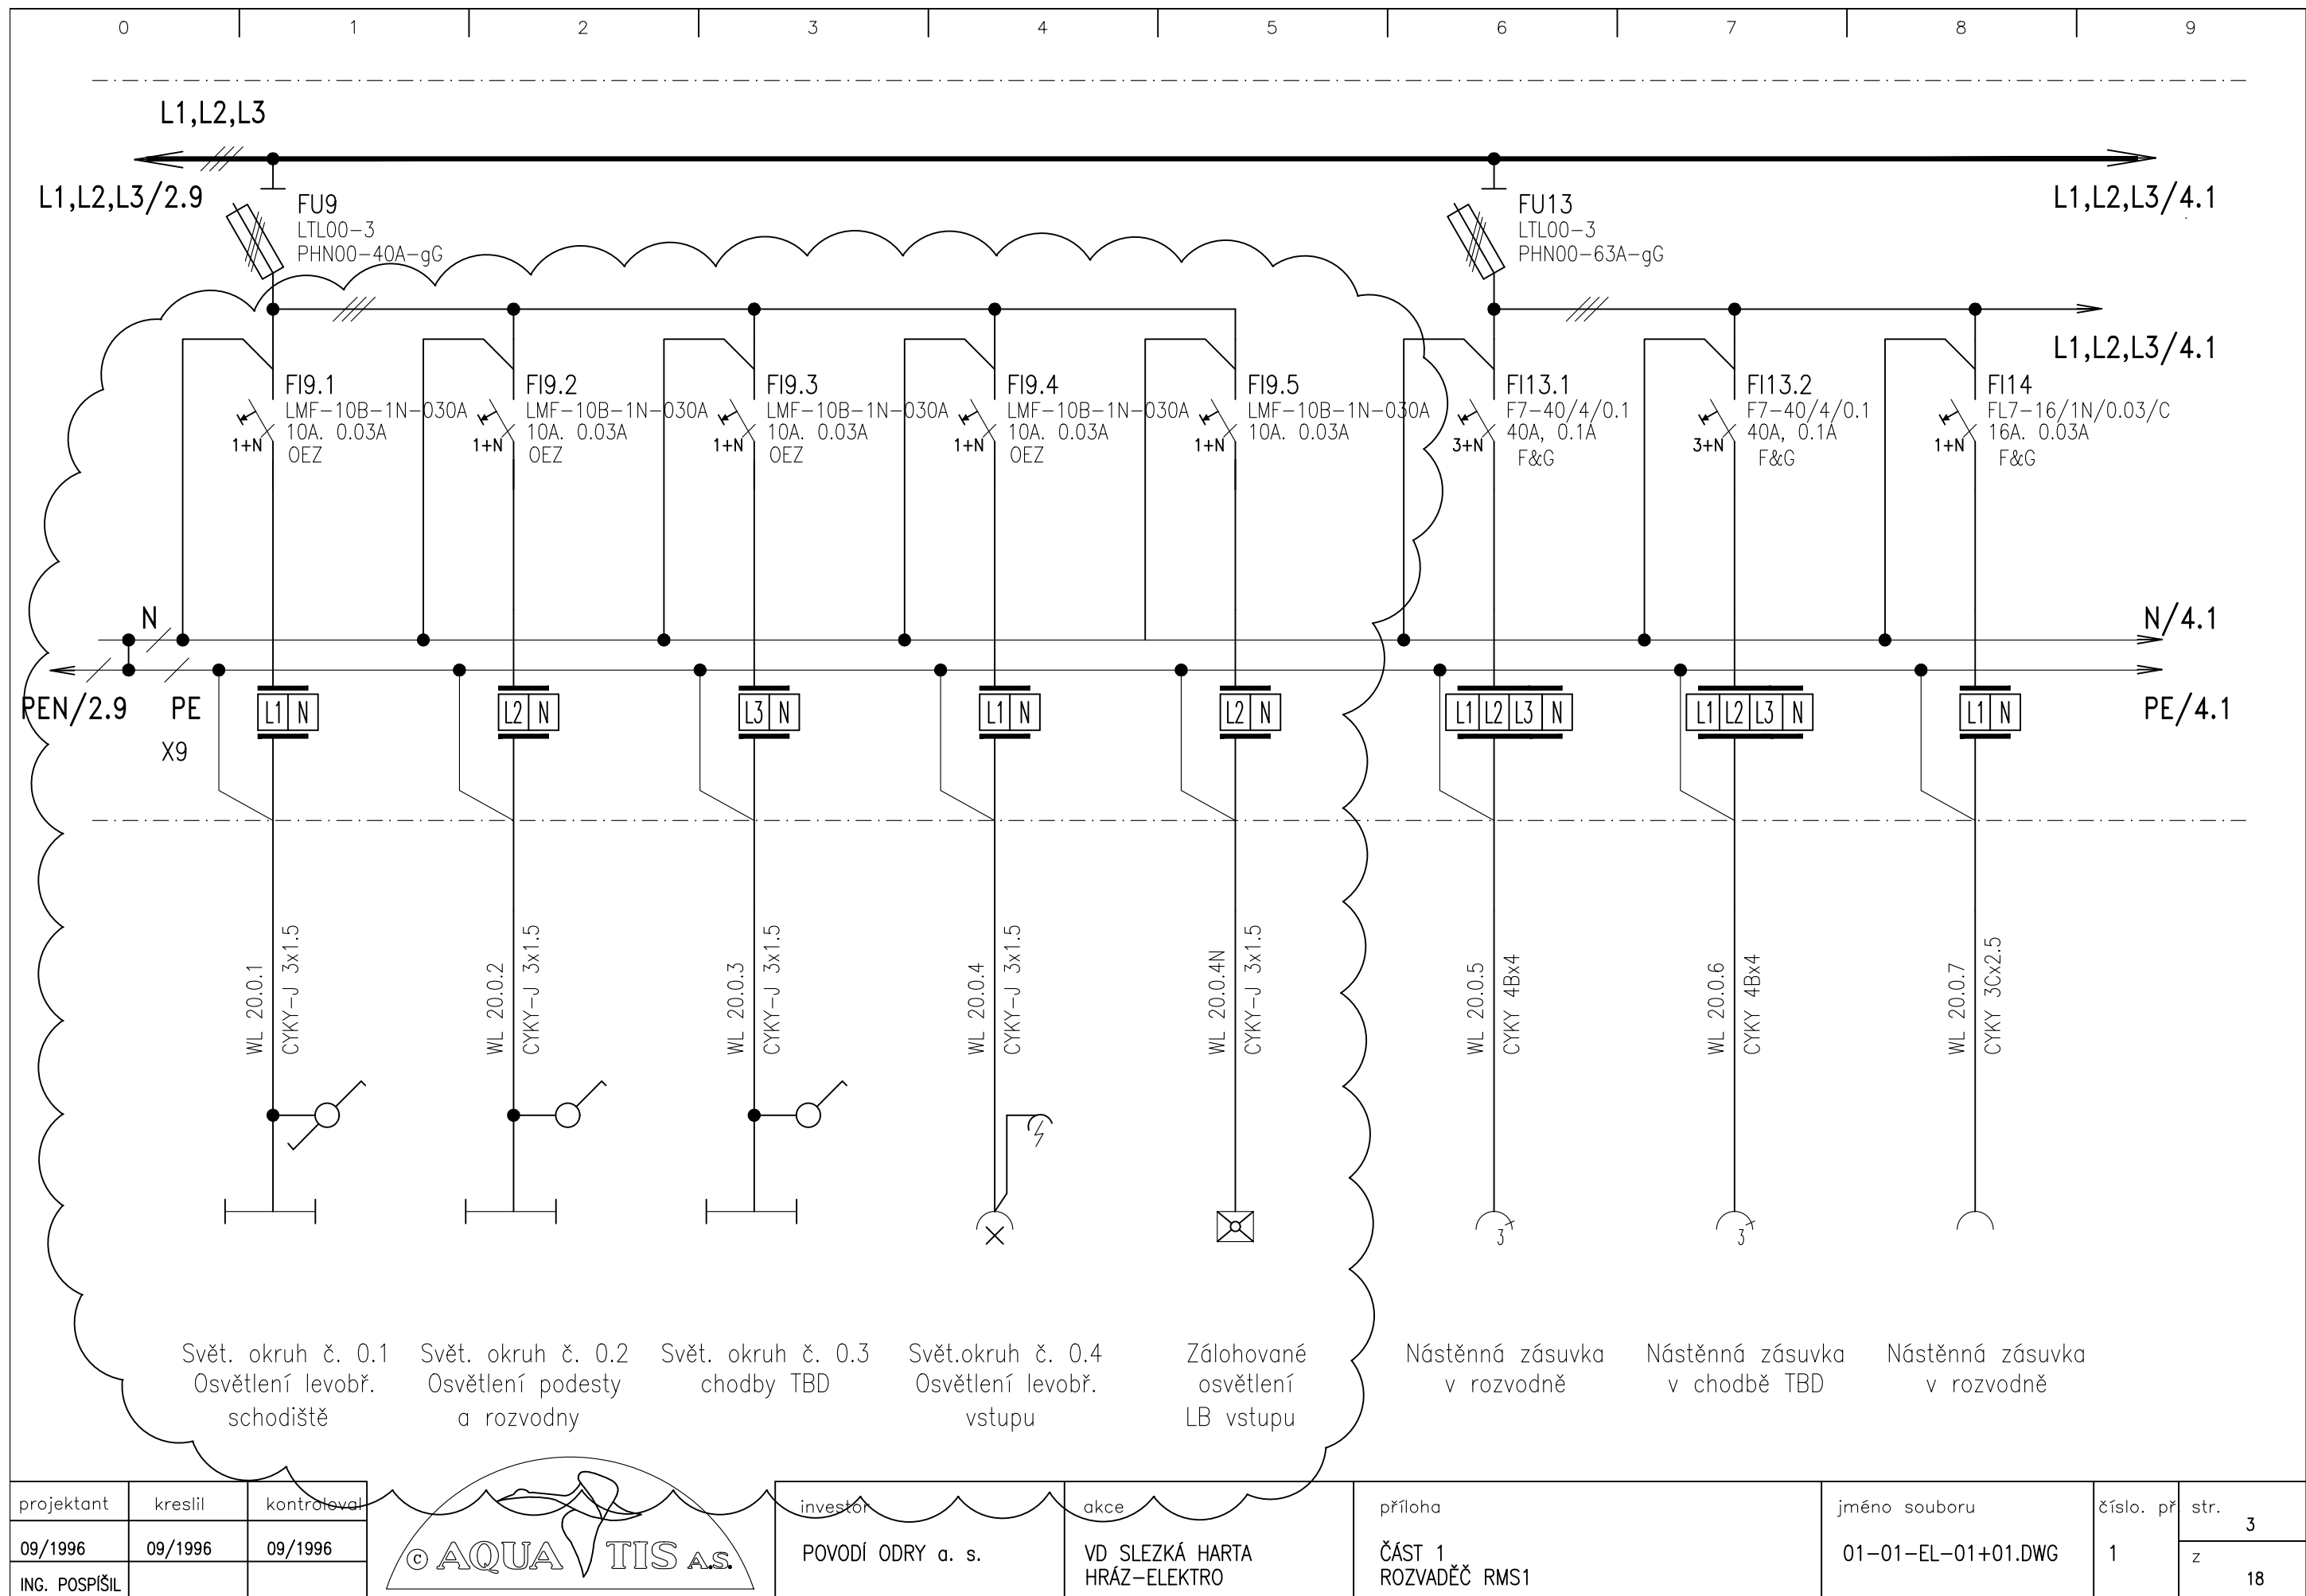 0 1 2 3 4 5 6 7 8 9
L1,L2,L3
L1,L2,L3/2.9
L1,L2,L3/4.1
FU9
LTL00-3
PHN00-40A-gG
FU13
LTL00-3
PHN00-63A-gG
L1,L2,L3/4.1
FI9.1
LMF-10B-1N-030A
10A. 0.03A
1+N
OEZ
FI9.2
LMF-10B-1N-030A
10A. 0.03A
1+N
OEZ
FI9.3
LMF-10B-1N-030A
10A. 0.03A
1+N
OEZ
FI9.4
LMF-10B-1N-030A
10A. 0.03A
1+N
OEZ
FI9.5
LMF-10B-1N-030A
10A. 0.03A
1+N
FI13.1
F7-40/4/0.1
40A, 0.1A
3+N
F&G
FI13.2
F7-40/4/0.1
40A, 0.1A
3+N
F&G
FI14
FL7-16/1N/0.03/C
16A. 0.03A
1+N
F&G
N
N/4.1
PEN/2.9
PE
PE/4.1
X9
L1 N
L2 N
L3 N
L1 N
L2 N
L1 L2 L3 N
L1 L2 L3 N
L1 N
WL 20.0.1
CYKY-J 3x1.5
WL 20.0.2
CYKY-J 3x1.5
WL 20.0.3
CYKY-J 3x1.5
WL 20.0.4
CYKY-J 3x1.5
WL 20.0.4N
CYKY-J 3x1.5
WL 20.0.5
CYKY 4Bx4
WL 20.0.6
CYKY 4Bx4
WL 20.0.7
CYKY 3Cx2.5
3
3
Svět. okruh č. 0.1
Osvětlení levobř.
schodiště
Svět. okruh č. 0.2
Osvětlení podesty
a rozvodny
Svět. okruh č. 0.3
chodby TBD
Svět.okruh č. 0.4
Osvětlení levobř.
vstupu
Zálohované
osvětlení
LB vstupu
Nástěnná zásuvka
v rozvodně
Nástěnná zásuvka
v chodbě TBD
Nástěnná zásuvka
v rozvodně
projektant
kreslil
kontroloval
09/1996
09/1996
09/1996
ING. POSPÍŠIL
© AQUATIS A.S.
investor
POVODÍ ODRY a. s.
akce
VD SLEZKÁ HARTA
HRÁZ-ELEKTRO
příloha
ČÁST 1
ROZVADĚČ RMS1
jméno souboru
01-01-EL-01+01.DWG
číslo. př
1
str.
3
z
18